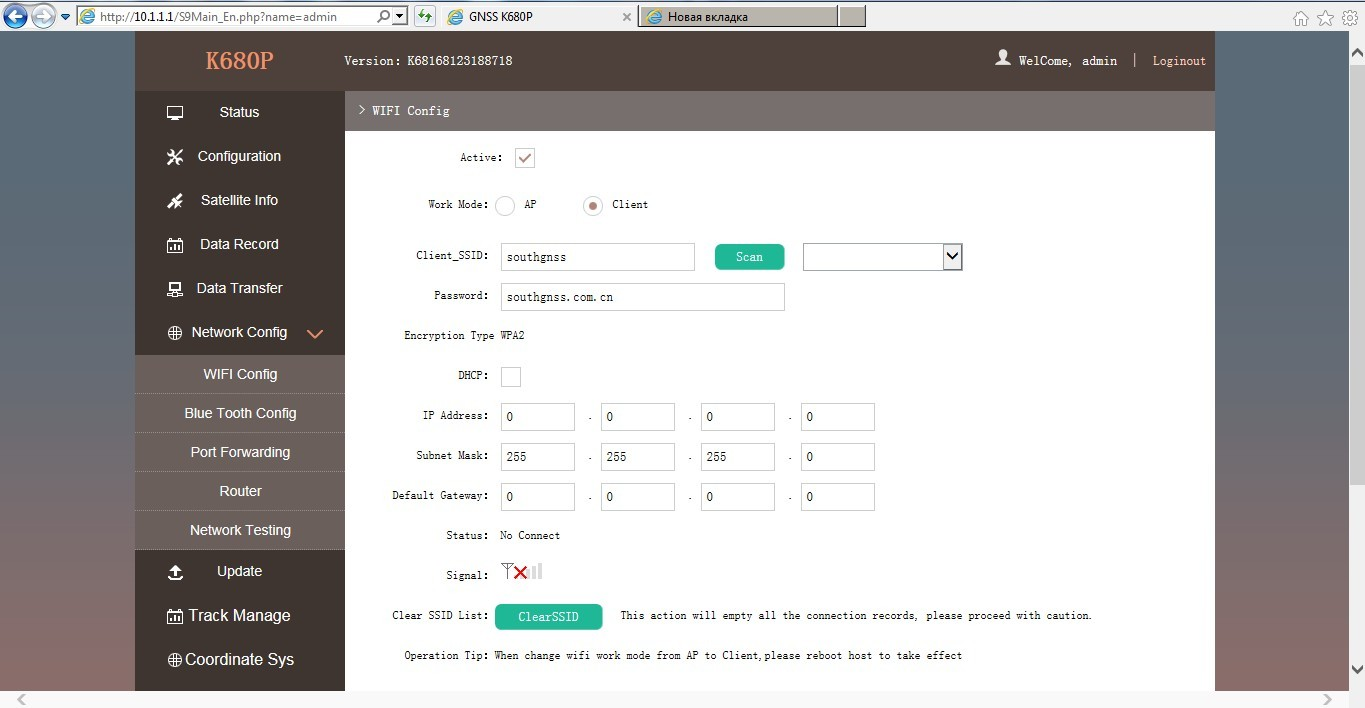 http://10.1.1.1/S9Main_En.php?name=admin
GNSS K680P
Новая вкладка
K680P
Version: K68168123188718
WelCome, admin | Loginout
Status
Configuration
Satellite Info
Data Record
Data Transfer
Network Config
WIFI Config
Blue Tooth Config
Port Forwarding
Router
Network Testing
Update
Track Manage
Coordinate Sys
> WIFI Config
Active:
Work Mode: AP Client
Client_SSID: southgnss Scan
Password: southgnss.com.cn
Encryption Type WPA2
DHCP:
IP Address: 0 . 0 . 0 . 0
Subnet Mask: 255 . 255 . 255 . 0
Default Gateway: 0 . 0 . 0 . 0
Status: No Connect
Signal:
Clear SSID List: ClearSSID This action will empty all the connection records, please proceed with caution.
Operation Tip: When change wifi work mode from AP to Client,please reboot host to take effect